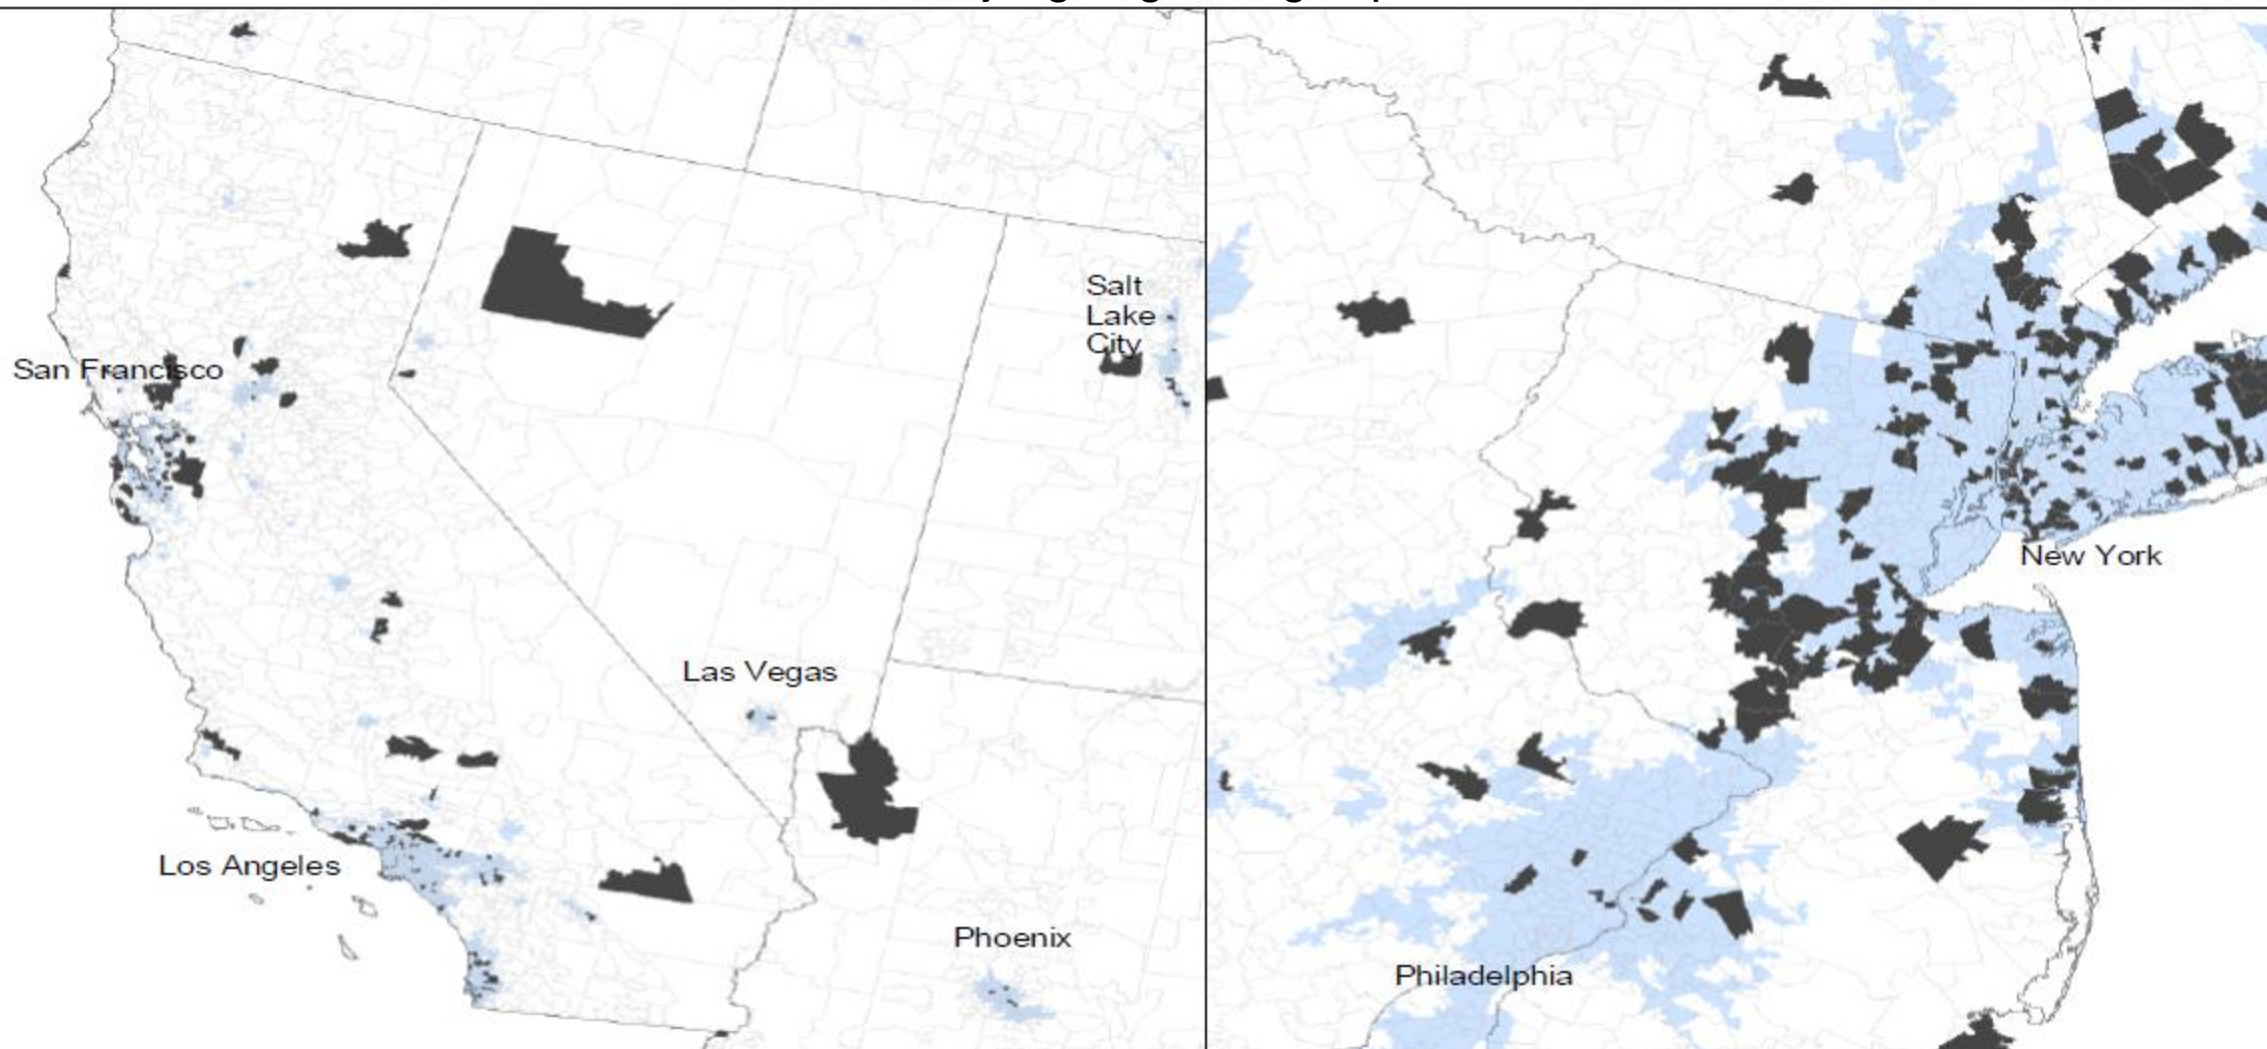 Salt
Lake
City
San Francisco
Las Vegas
Los Angeles
Phoenix
New York
Philadelphia